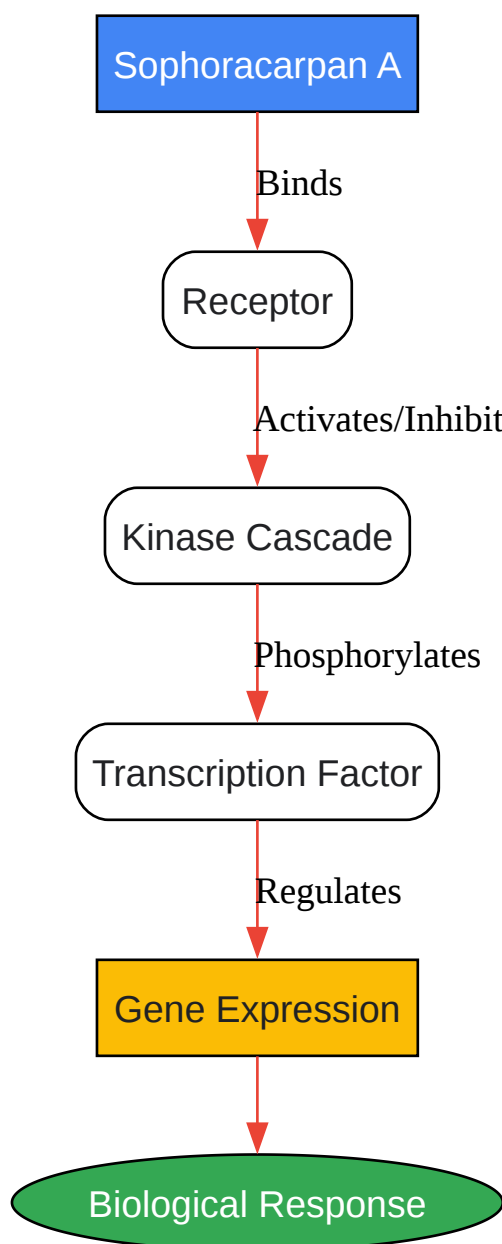 Sophoracarpan A
Binds
Receptor
Activates/Inhibit
Kinase Cascade
Phosphorylates
Transcription Factor
Regulates
Gene Expression
Biological Response